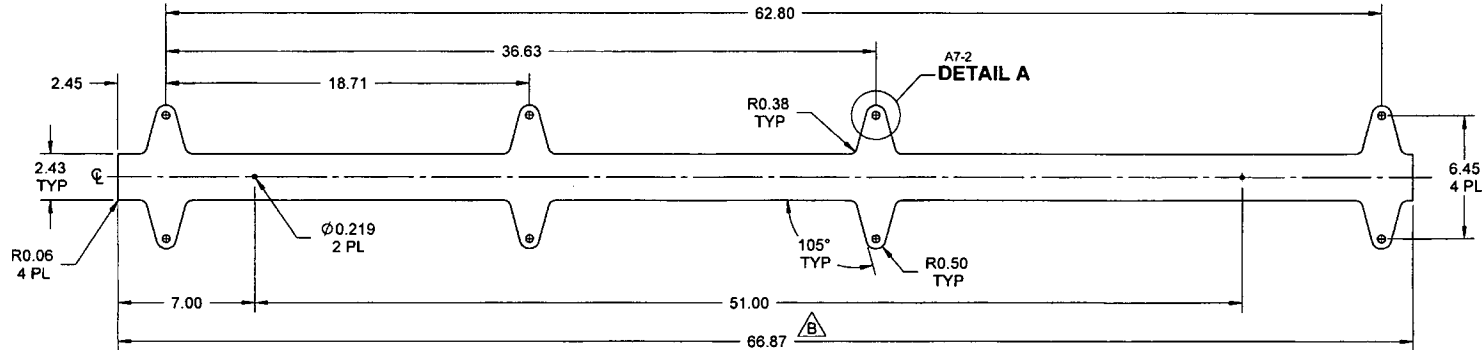 62.80
36.63
A7-2
DETAIL A
2.45
18.71
R0.38
TYP
2.43
TYP
℄
6.45
4 PL
Ø0.219
2 PL
105°
TYP
R0.50
TYP
R0.06
4 PL
7.00
51.00
B
66.87